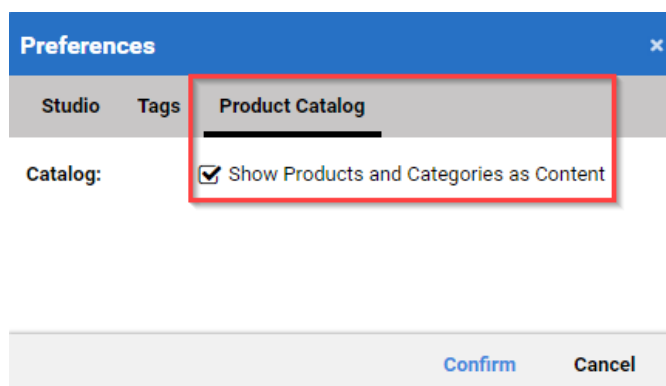 Preferences ×
Studio Tags Product Catalog
Catalog: Show Products and Categories as Content
Confirm Cancel